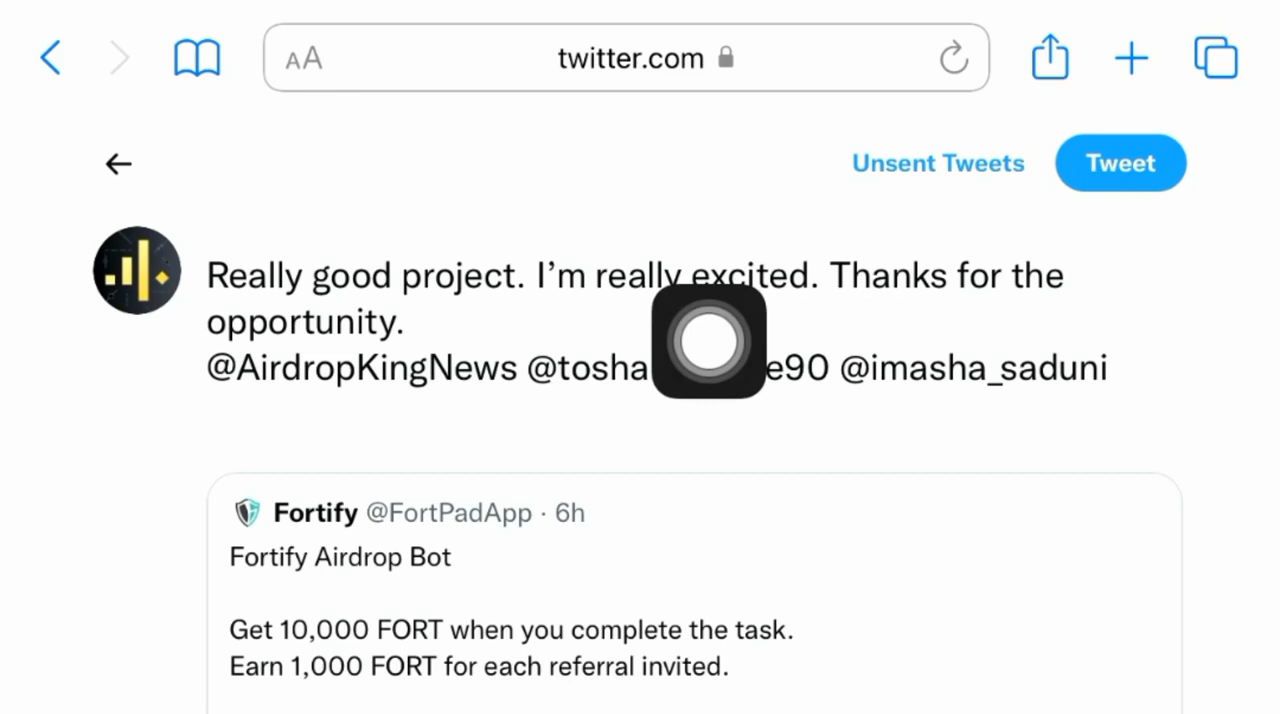 AA twitter.com
Unsent Tweets Tweet
Really good project. I’m really excited. Thanks for the
opportunity.
@AirdropKingNews @imasha_saduni
Fortify @FortPadApp · 6h
Fortify Airdrop Bot
Get 10,000 FORT when you complete the task.
Earn 1,000 FORT for each referral invited.